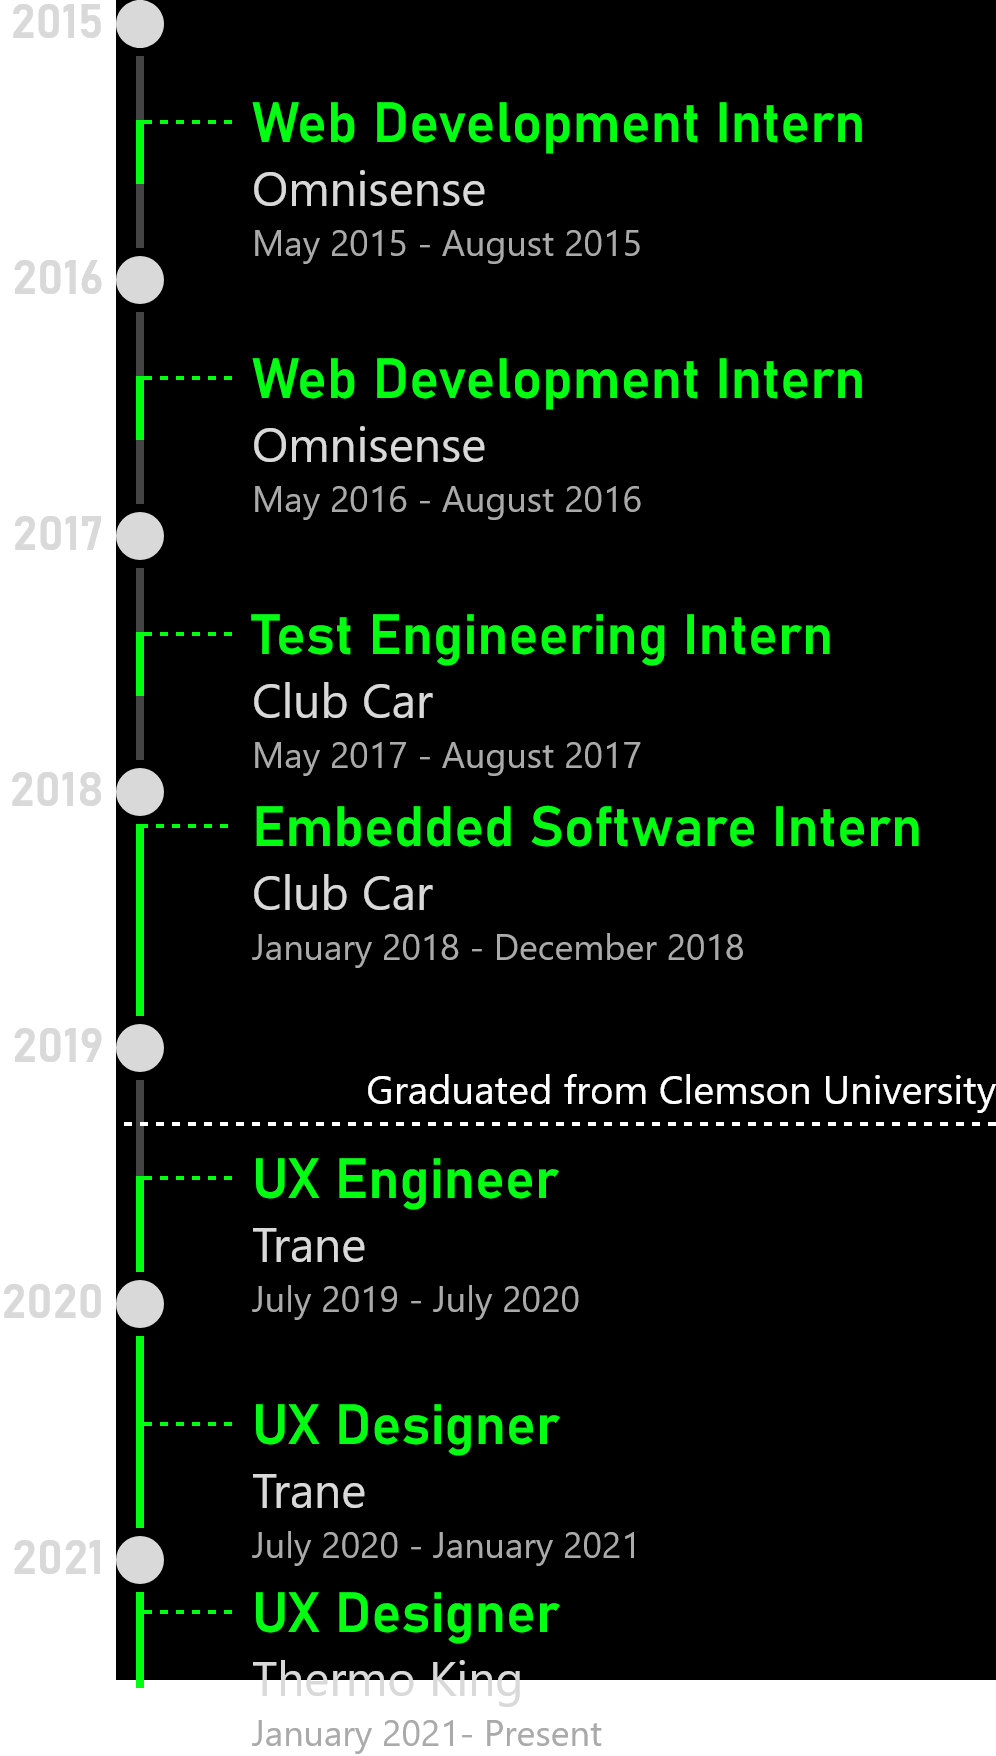 2015
Web Development Intern
Omnisense
May 2015 - August 2015
2016
Web Development Intern
Omnisense
May 2016 - August 2016
2017
Test Engineering Intern
Club Car
May 2017 - August 2017
2018
Embedded Software Intern
Club Car
January 2018 - December 2018
2019
Graduated from Clemson University
UX Engineer
Trane
July 2019 - July 2020
2020
UX Designer
Trane
July 2020 - January 2021
2021
UX Designer
Thermo King
January 2021- Present